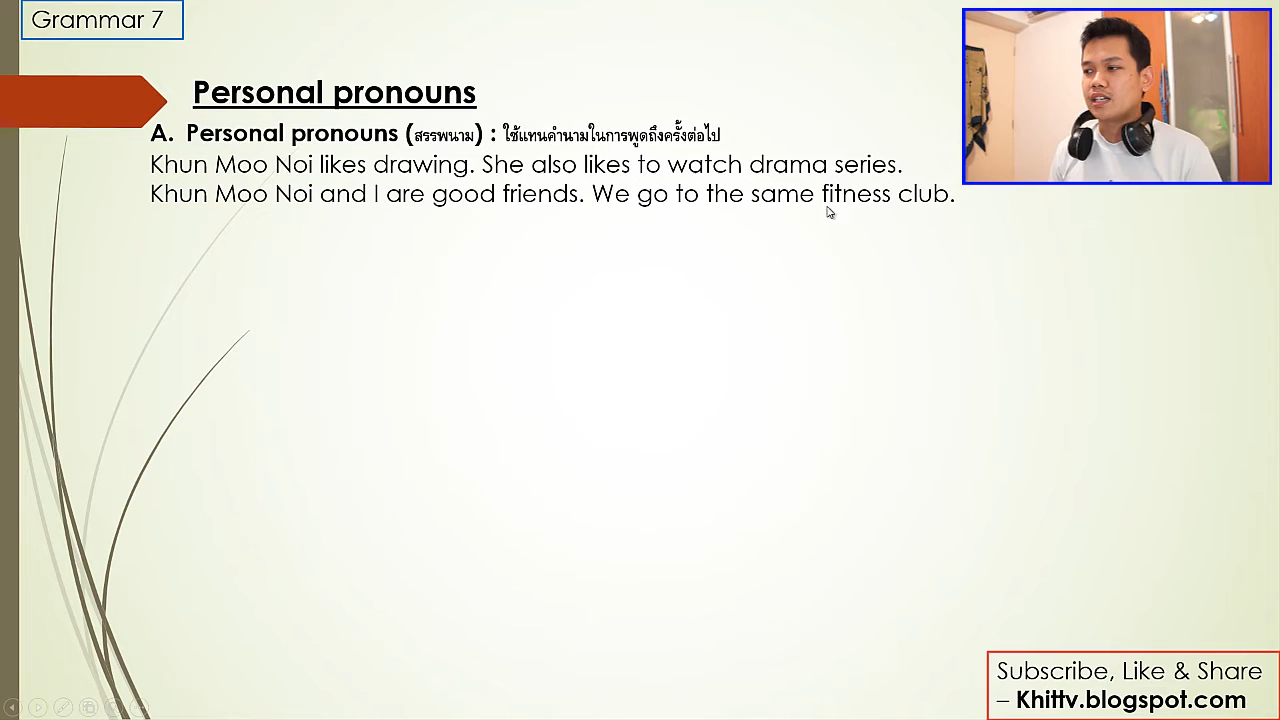 Grammar 7
Personal pronouns
A. Personal pronouns (สรรพนาม) : ใช้แทนคำนามในการพูดถึงครั้งต่อไป
Khun Moo Noi likes drawing. She also likes to watch drama series.
Khun Moo Noi and I are good friends. We go to the same fitness club.
Subscribe, Like & Share
– Khittv.blogspot.com